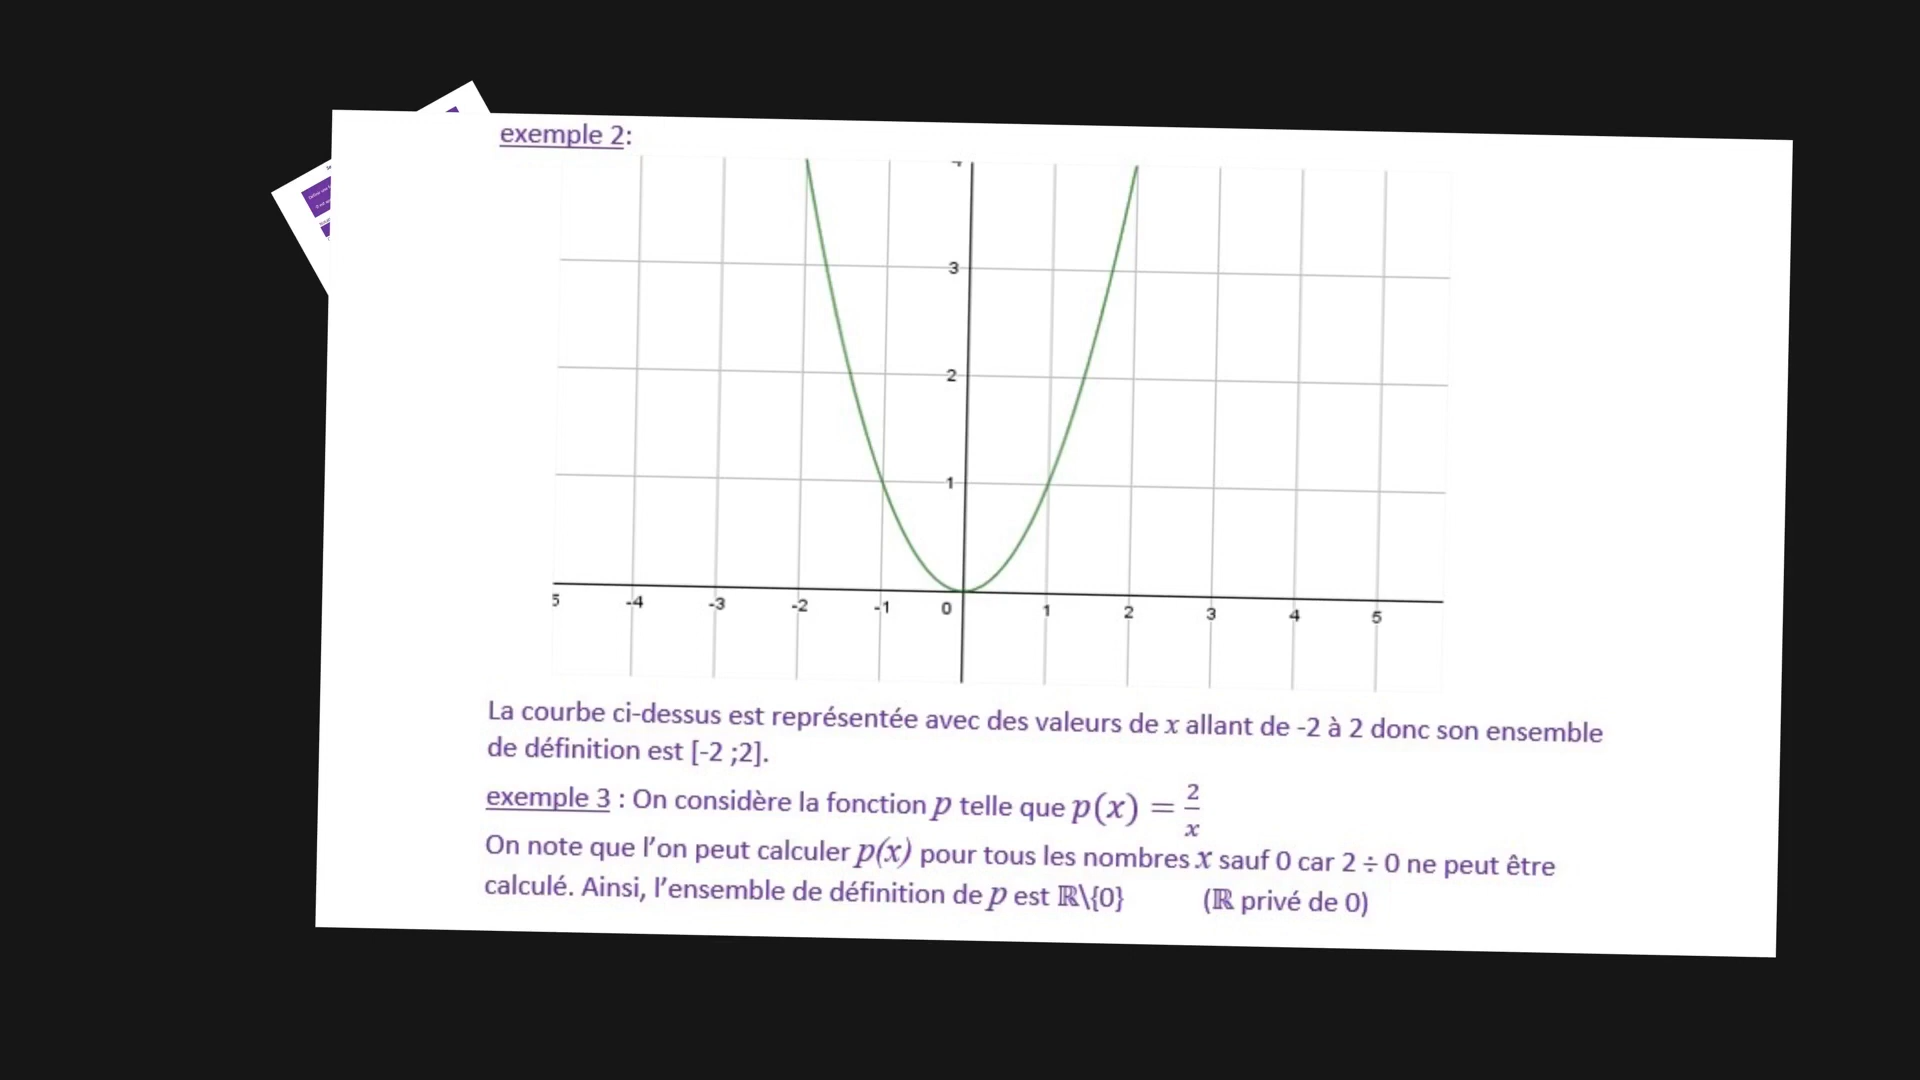 exemple 2:
4
3
2
1
5 -4 -3 -2 -1 0 1 2 3 4 5
La courbe ci-dessus est représentée avec des valeurs de x allant de -2 à 2 donc son ensemble
de définition est [-2 ;2].
exemple 3 : On considère la fonction p telle que p(x) = 2/x
On note que l’on peut calculer p(x) pour tous les nombres x sauf 0 car 2 ÷ 0 ne peut être
calculé. Ainsi, l’ensemble de définition de p est ℝ\{0} (ℝ privé de 0)